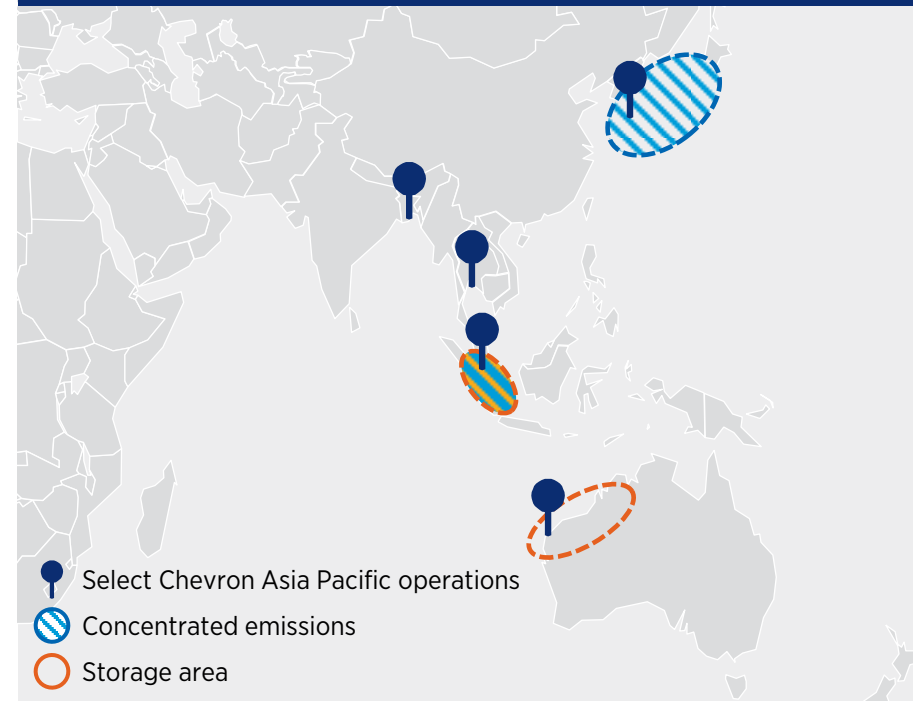 Select Chevron Asia Pacific operations
Concentrated emissions
Storage area